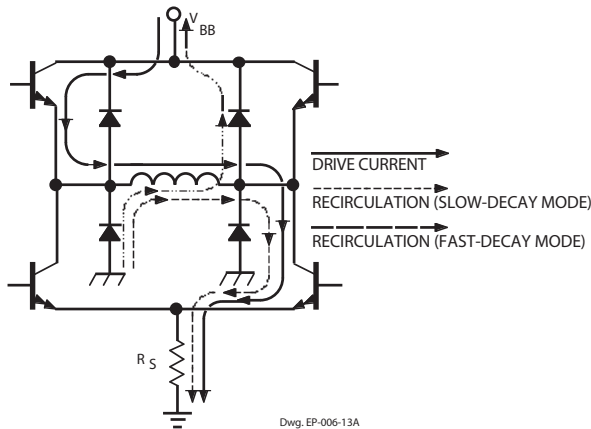 V
BB
DRIVE CURRENT
RECIRCULATION (SLOW-DECAY MODE)
RECIRCULATION (FAST-DECAY MODE)
R S
Dwg. EP-006-13A